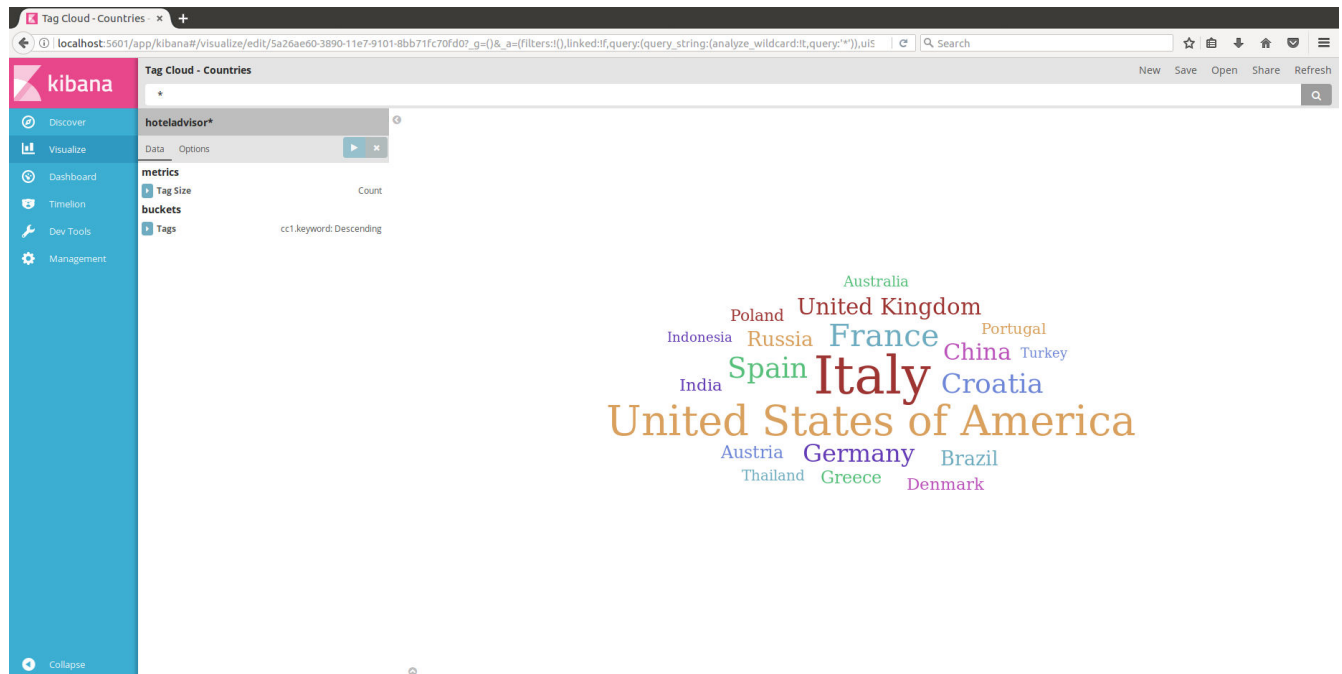 Tag Cloud - Countries -
localhost:5601/app/kibana#/visualize/edit/5a26ae60-3890-11e7-9101-8bb71fc70fd0?_g=()&_a=(filters:!(),linked:!f,query:(query_string:(analyze_wildcard:!t,query:'*')),uiS
Search
kibana
Tag Cloud - Countries
New Save Open Share Refresh
*
Discover
Visualize
Dashboard
Timelion
Dev Tools
Management
Collapse
hoteladvisor*
Data Options
metrics
Tag Size Count
buckets
Tags cc1.keyword: Descending
Australia
Poland United Kingdom
Indonesia Russia France Portugal
Spain Italy China Turkey
India Croatia
United States of America
Austria Germany Brazil
Thailand Greece Denmark